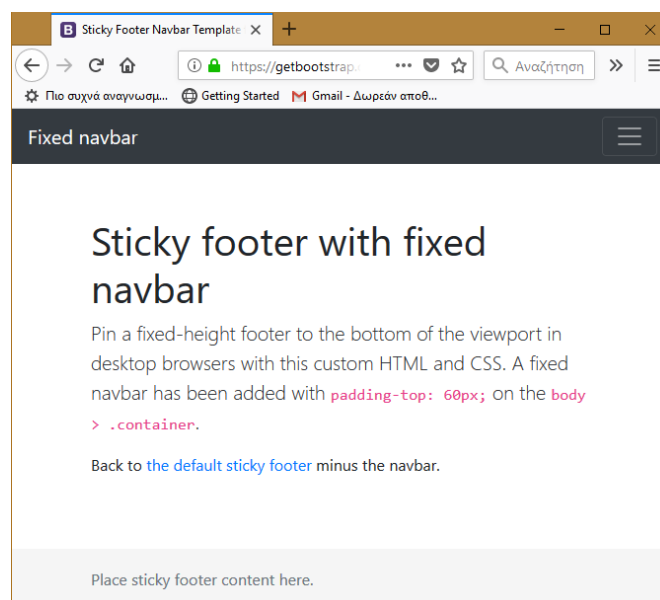 B Sticky Footer Navbar Template
https://getbootstrap.
Αναζήτηση
Πιο συχνά αναγνωσμ... Getting Started Gmail - Δωρεάν αποθ...
Fixed navbar
Sticky footer with fixed
navbar
Pin a fixed-height footer to the bottom of the viewport in
desktop browsers with this custom HTML and CSS. A fixed
navbar has been added with padding-top: 60px; on the body
> .container.
Back to the default sticky footer minus the navbar.
Place sticky footer content here.